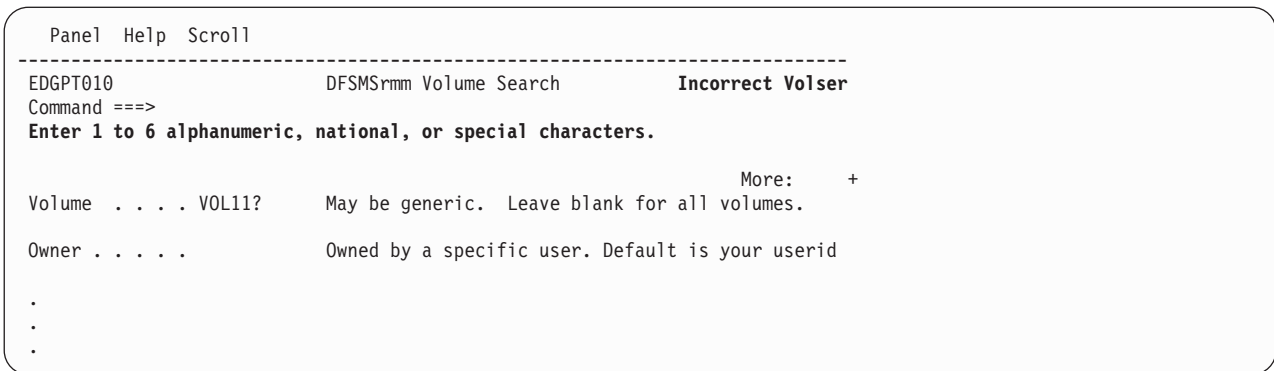 Panel Help Scroll
------------------------------------------------------------------------------
EDGPT010 DFSMSrmm Volume Search Incorrect Volser
Command ===>
Enter 1 to 6 alphanumeric, national, or special characters.
More: +
Volume . . . . VOL11? May be generic. Leave blank for all volumes.
Owner . . . . . Owned by a specific user. Default is your userid
.
.
.